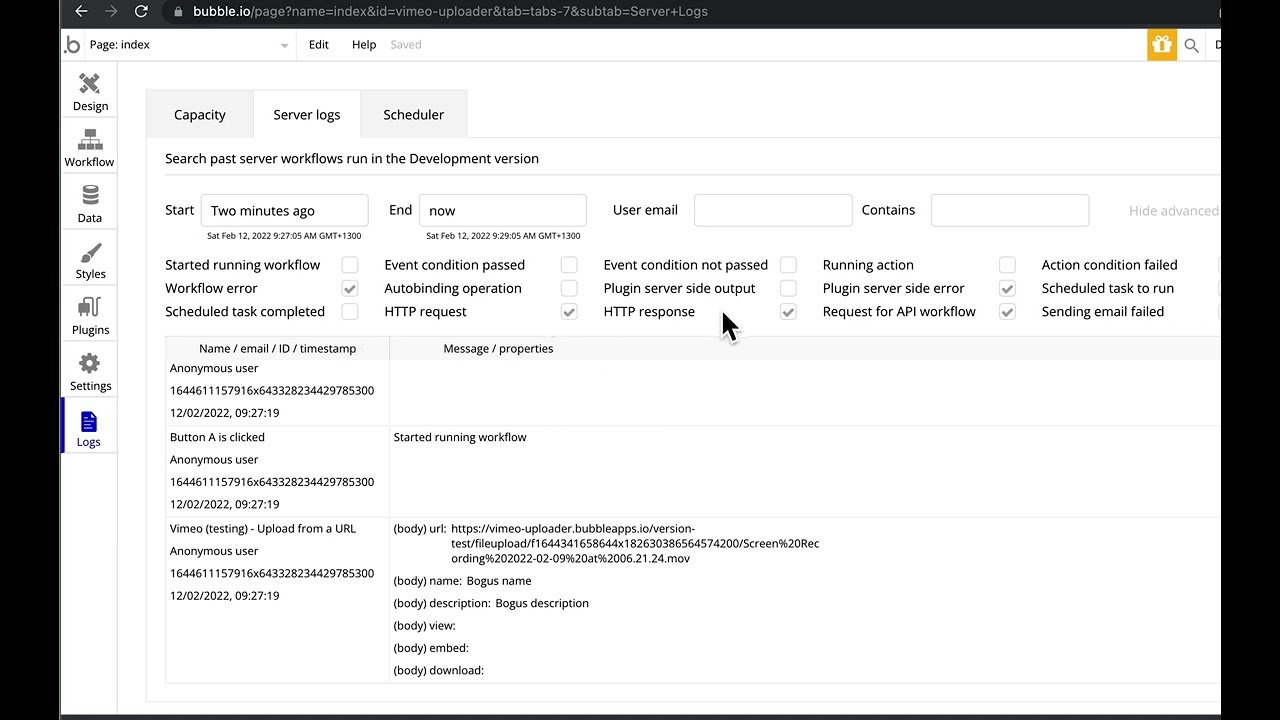 bubble.io/page?name=index&id=vimeo-uploader&tab=tabs-7&subtab=Server+Logs
.b Page: index Edit Help Saved
Design
Workflow
Data
Styles
Plugins
Settings
Logs
Capacity Server logs Scheduler
Search past server workflows run in the Development version
Start Two minutes ago End now User email Contains Hide advanced
Sat Feb 12, 2022 9:27:05 AM GMT+1300 Sat Feb 12, 2022 9:29:05 AM GMT+1300
Started running workflow Event condition passed Event condition not passed Running action Action condition failed
Workflow error Autobinding operation Plugin server side output Plugin server side error Scheduled task to run
Scheduled task completed HTTP request HTTP response Request for API workflow Sending email failed
Name / email / ID / timestamp Message / properties
Anonymous user
1644611157916x643328234429785300
12/02/2022, 09:27:19
Button A is clicked Started running workflow
Anonymous user
1644611157916x643328234429785300
12/02/2022, 09:27:19
Vimeo (testing) - Upload from a URL
Anonymous user
1644611157916x643328234429785300
12/02/2022, 09:27:19
(body) url: https://vimeo-uploader.bubbleapps.io/version-
test/fileupload/f1644341658644x182630386564574200/Screen%20Rec
ording%202022-02-09%20at%2006.21.24.mov
(body) name: Bogus name
(body) description: Bogus description
(body) view:
(body) embed:
(body) download: